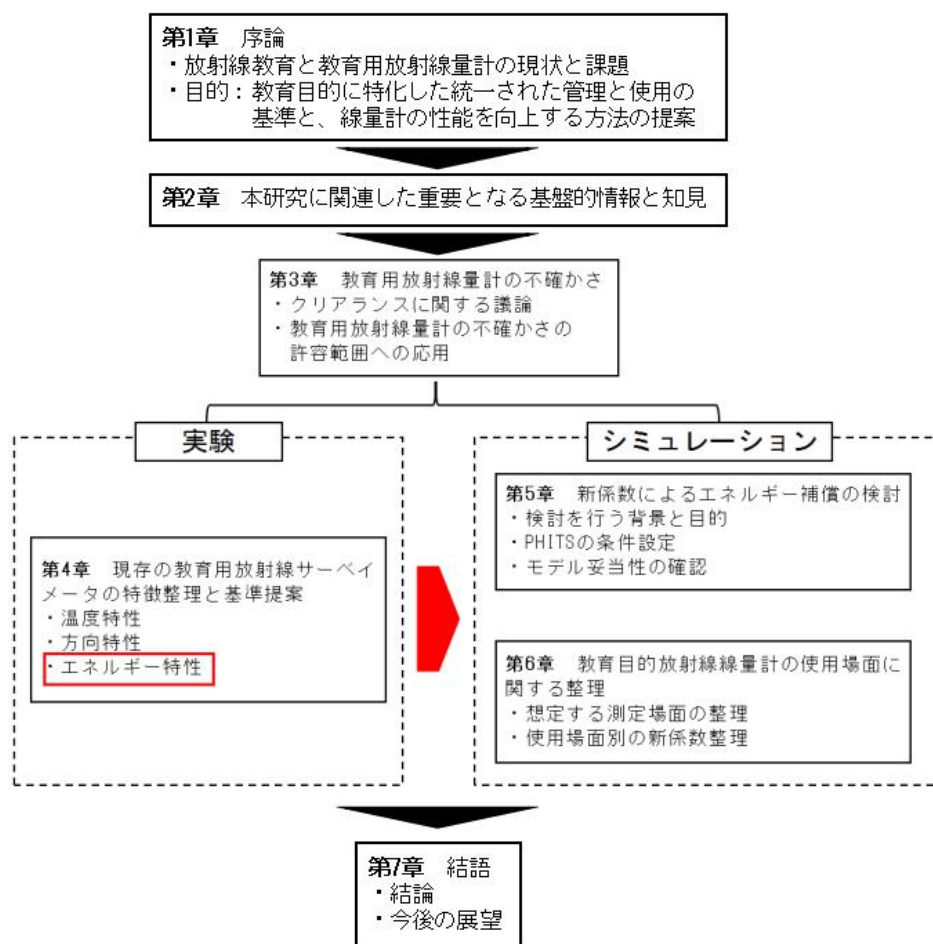 第1章 序論
・放射線教育と教育用放射線量計の現状と課題
・目的：教育目的に特化した統一された管理と使用の
基準と、線量計の性能を向上する方法の提案
第2章 本研究に関連した重要となる基盤的情報と知見
第3章 教育用放射線量計の不確かさ
・クリアランスに関する議論
・教育用放射線量計の不確かさの
許容範囲への応用
実験
第4章 現存の教育用放射線サーベイ
メータの特徴整理と基準提案
・温度特性
・方向特性
・エネルギー特性
シミュレーション
第5章 新係数によるエネルギー補償の検討
・検討を行う背景と目的
・PHITSの条件設定
・モデル妥当性の確認
第6章 教育目的放射線線量計の使用場面に
関する整理
・想定する測定場面の整理
・使用場面別の新係数整理
第7章 結語
・結論
・今後の展望